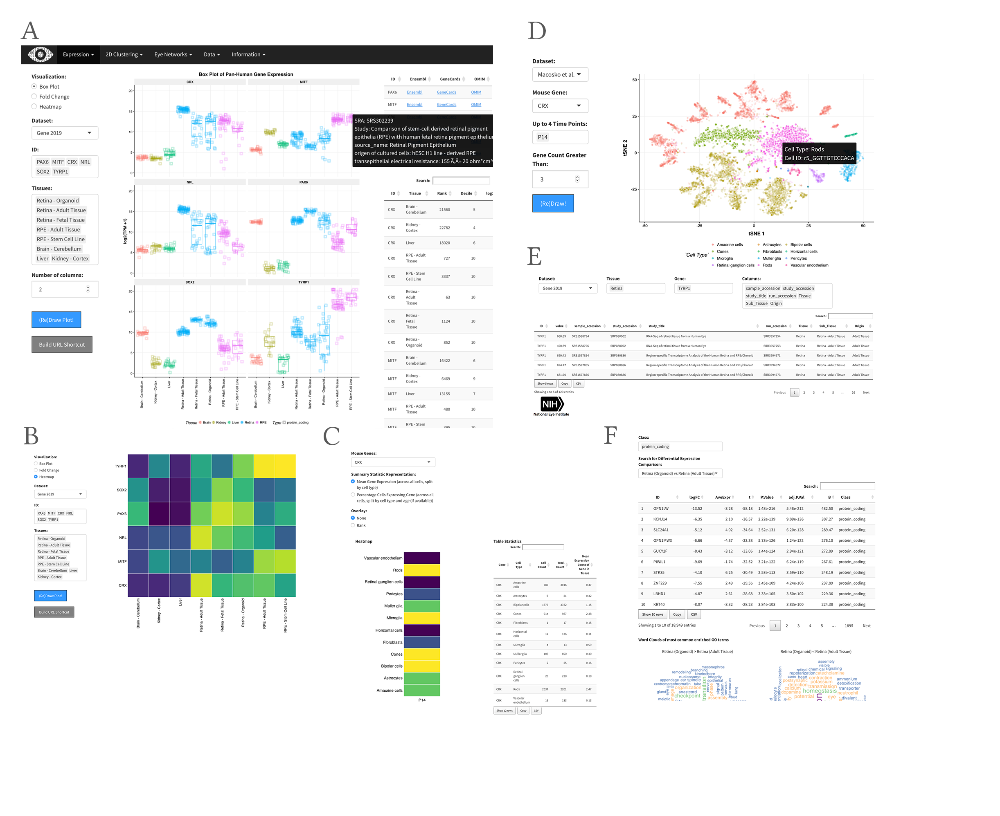 A
Expression
2D Clustering
Eye Networks
Data
Information
Visualization:
Box Plot
Fold Change
Heatmap
Dataset:
Gene 2019
ID:
PAX6 MITF CRX NRL
SOX2 TYRP1
Tissues:
Retina - Organoid
Retina - Adult Tissue
Retina - Fetal Tissue
RPE - Adult Tissue
RPE - Stem Cell Line
Brain - Cerebellum
Liver Kidney - Cortex
Number of columns:
2
(Re)Draw Plot!
Build URL Shortcut
Box Plot of Pan-Human Gene Expression
CRX MITF
20
15
10
5
0
NRL PAX6
20
15
10
5
0
log2(TPM +1)
SOX2 TYRP1
20
15
10
5
0
Brain - Cerebellum
Kidney - Cortex
Liver
Retina - Adult Tissue
Retina - Fetal Tissue
Retina - Organoid
RPE - Adult Tissue
RPE - Stem Cell Line
Brain - Cerebellum
Kidney - Cortex
Liver
Retina - Adult Tissue
Retina - Fetal Tissue
Retina - Organoid
RPE - Adult Tissue
RPE - Stem Cell Line
Tissue Brain Kidney Liver Retina RPE Type protein_coding
ID Ensembl GeneCards OMIM
PAX6 Ensembl GeneCards OMIM
MITF Ensembl GeneCards OMIM
SRA: SRS302239
Study: Comparison of stem-cell derived retinal pigment
epithelia (RPE) with human fetal retina pigment epitheliu
source_name: Retinal Pigment Epithelium
origen of cultured cells: hESC H1 line - derived RPE
transepithelial electrical resistance: 155 Ã,Â± 20 ohm*cm^
Search:
ID Tissue Rank Decile log2
CRX Brain - Cerebellum 21560 5
CRX Kidney - Cortex 22782 4
CRX Liver 18020 6
CRX RPE - Adult Tissue 727 10
CRX RPE - Stem Cell Line 3337 10
CRX Retina - Adult Tissue 63 10
CRX Retina - Fetal Tissue 1124 10
CRX Retina - Organoid 852 10
MITF Brain - Cerebellum 16422 6
MITF Kidney - Cortex 6469 9
MITF Liver 13155 7
MITF RPE - Adult Tissue 480 10
MITF RPE - Stem 395 10
D
Dataset:
Macosko et al.
Mouse Gene:
CRX
Up to 4 Time Points:
P14
Gene Count Greater
Than:
3
(Re)Draw!
tSNE 2
50
25
0
-25
-50 -25 0 25 50
tSNE 1
Cell Type: Rods
Cell ID: r5_GGTTGTCCCACA
`Cell Type`
Amacrine cells Astrocytes Bipolar cells
Cones Fibroblasts Horizontal cells
Microglia Muller glia Pericytes
Retinal ganglion cells Rods Vascular endothelium
E
Dataset: Tissue: Gene: Columns:
Gene 2019 Retina TYRP1 sample_accession study_accession
study_title run_accession Tissue
Sub_Tissue Origin
Search:
ID value sample_accession study_accession study_title run_accession Tissue Sub_Tissue Origin
TYRP1 660.69 SRS1588794 SRP080002 RNA-Seq of retinal tissue from a Human Eye SRR3957254 Retina Retina - Adult Tissue Adult Tissue
TYRP1 490.59 SRS1588796 SRP080002 RNA-Seq of retinal tissue from a Human Eye SRR3957253 Retina Retina - Adult Tissue Adult Tissue
TYRP1 699.42 SRS1597854 SRP080886 Region-specific Transcriptome Analysis of the Human Retina and RPE/Choroid SRR3994671 Retina Retina - Adult Tissue Adult Tissue
TYRP1 694.77 SRS1597855 SRP080886 Region-specific Transcriptome Analysis of the Human Retina and RPE/Choroid SRR3994672 Retina Retina - Adult Tissue Adult Tissue
TYRP1 681.90 SRS1597856 SRP080886 Region-specific Transcriptome Analysis of the Human Retina and RPE/Choroid SRR3994673 Retina Retina - Adult Tissue Adult Tissue
Show 5 rows Copy CSV
Showing 1 to 5 of 129 entries
Previous 1 2 3 4 5 ... 26 Next
NIH
National Eye Institute
B
Visualization:
Box Plot
Fold Change
Heatmap
Dataset:
Gene 2019
ID:
PAX6 MITF CRX NRL
SOX2 TYRP1
Tissues:
Retina - Organoid
Retina - Adult Tissue
Retina - Fetal Tissue
RPE - Adult Tissue
RPE - Stem Cell Line
Brain - Cerebellum Liver
Kidney - Cortex
(Re)Draw Plot!
Build URL Shortcut
TYRP1
SOX2
PAX6
NRL
MITF
CRX
Brain - Cerebellum
Kidney - Cortex
Liver
Retina - Adult Tissue
Retina - Fetal Tissue
Retina - Organoid
RPE - Adult Tissue
RPE - Stem Cell Line
C
Mouse Genes:
CRX
Summary Statistic Representation:
Mean Gene Expression (across all cells, split
by cell type)
Percentage Cells Expressing Gene (across all
cells, split by cell type and age (if available))
Overlay:
None
Rank
Heatmap
Vascular endothelium
Rods
Retinal ganglion cells
Pericytes
Muller glia
Microglia
Horizontal cells
Fibroblasts
Cones
Bipolar cells
Astrocytes
Amacrine cells
P14
Table Statistics
Search:
Gene Cell Type Cell Count Total Count Mean Expression Count of Gene in Tissue
CRX Amacrine cells 780 3016 0.47
CRX Astrocytes 5 21 0.42
CRX Bipolar cells 1876 3372 1.15
CRX Cones 914 987 2.38
CRX Fibroblasts 1 17 0.15
CRX Horizontal cells 12 136 0.11
CRX Microglia 4 13 0.59
CRX Muller glia 108 690 0.30
CRX Pericytes 2 25 0.16
CRX Retinal ganglion cells 20 220 0.10
CRX Rods 2037 2201 2.47
CRX Vascular endothelium 13 133 0.13
Show 12 rows Copy CSV
F
Class:
protein_coding
Search for Differential Expression
Comparison:
Retina (Organoid) vs Retina (Adult Tissue)
Search:
ID logFC AveExpr t P.Value adj.P.Val B Class
1 OPN1LW -13.52 -3.28 -58.18 1.48e-216 5.46e-212 482.50 protein_coding
2 KCNJ14 -6.35 2.10 -36.57 2.22e-139 9.09e-136 307.27 protein_coding
3 SLC24A1 -5.12 4.02 -34.64 2.52e-131 6.20e-128 289.47 protein_coding
4 OPN1MW3 -6.66 -4.37 -33.38 5.73e-126 1.24e-122 276.10 protein_coding
5 GUCY2F -8.43 -3.12 -33.06 1.44e-124 2.94e-121 272.89 protein_coding
6 PIWIL1 -9.69 -1.74 -32.52 3.21e-122 6.24e-119 267.61 protein_coding
7 STK35 -4.10 6.25 -30.49 2.53e-113 3.59e-110 248.19 protein_coding
8 ZNF229 -7.55 2.49 -29.56 3.45e-109 4.24e-106 237.89 protein_coding
9 LBHD1 -4.87 2.61 -28.68 3.33e-105 3.50e-102 229.36 protein_coding
10 KRT40 -8.07 -3.32 -28.23 3.84e-103 3.83e-100 224.38 protein_coding
Show 10 rows Copy CSV
Showing 1 to 10 of 18,949 entries
Previous 1 2 3 4 5 ... 1895 Next
Word Clouds of most common enriched GO terms
Retina (Organoid) > Retina (Adult Tissue)
mesonephros
remodeling branching
kinetochore
nucleosome integrity
appendage ear spindle epithelial
centromere chromatin tube
limb organization
gland eye arrestcord
checkpoint transition
nerve phase signal pattern nervous interneuron lung
meiotic assembly bud
Retina (Organoid) < Retina (Adult Tissue)
assembly
visible
retinal chemical signaling
repolarization catecholamine
cone heart contraction
postsynaptic potassium ammonium
localization detection detoxification
calcium transmission transporter
dopamine homeostasis neutrophil
potential eye divalent